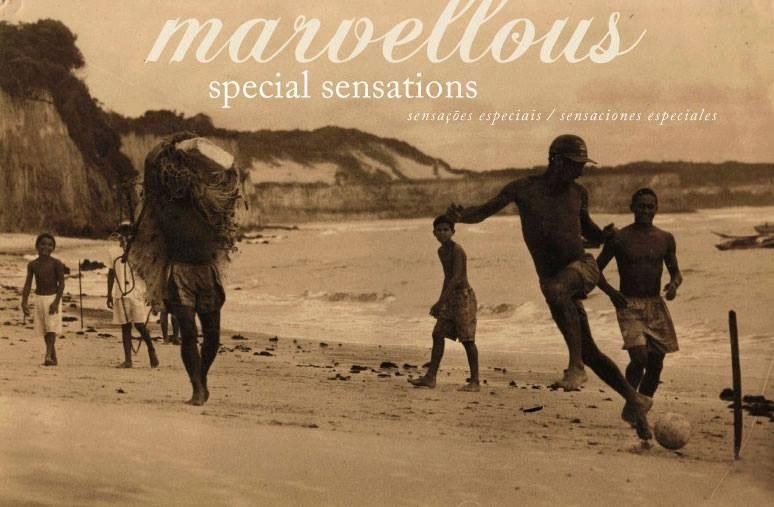 marvellous
special sensations
sensações especiais / sensaciones especiales